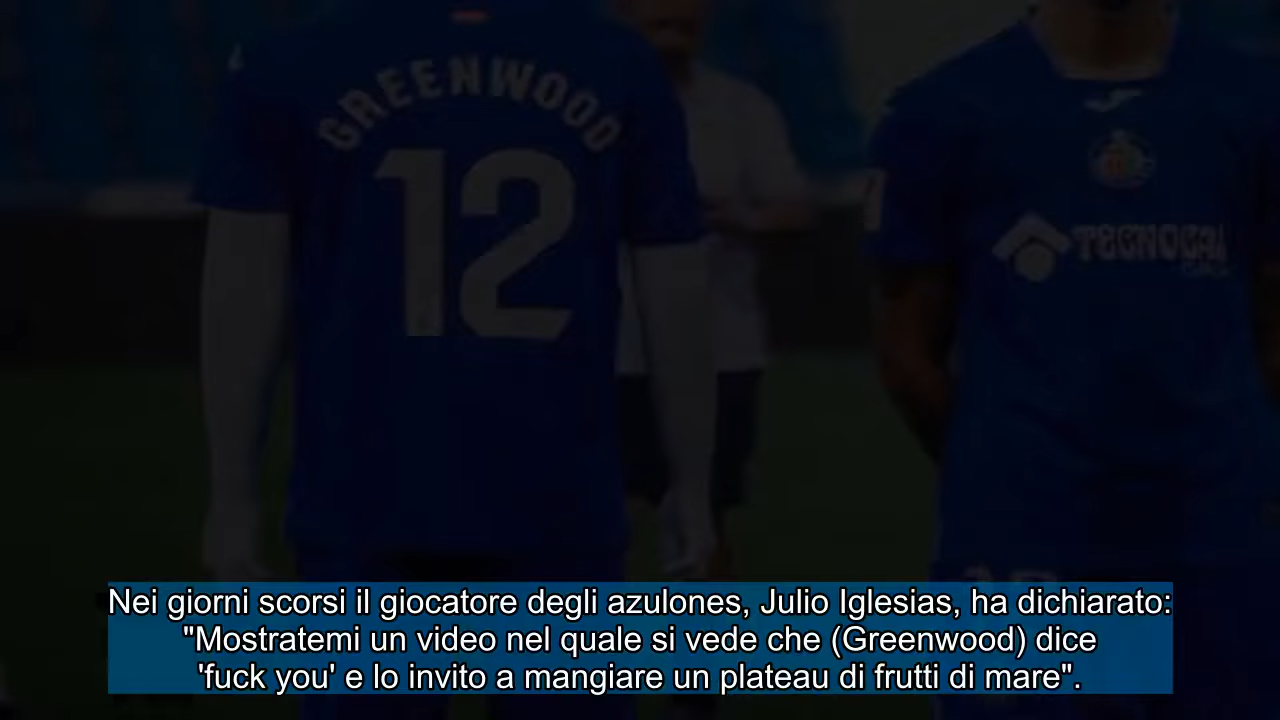 GREENWOOD
12
TECNOCASA
Nei giorni scorsi il giocatore degli azulones, Julio Iglesias, ha dichiarato:
"Mostratemi un video nel quale si vede che (Greenwood) dice
'fuck you' e lo invito a mangiare un plateau di frutti di mare".